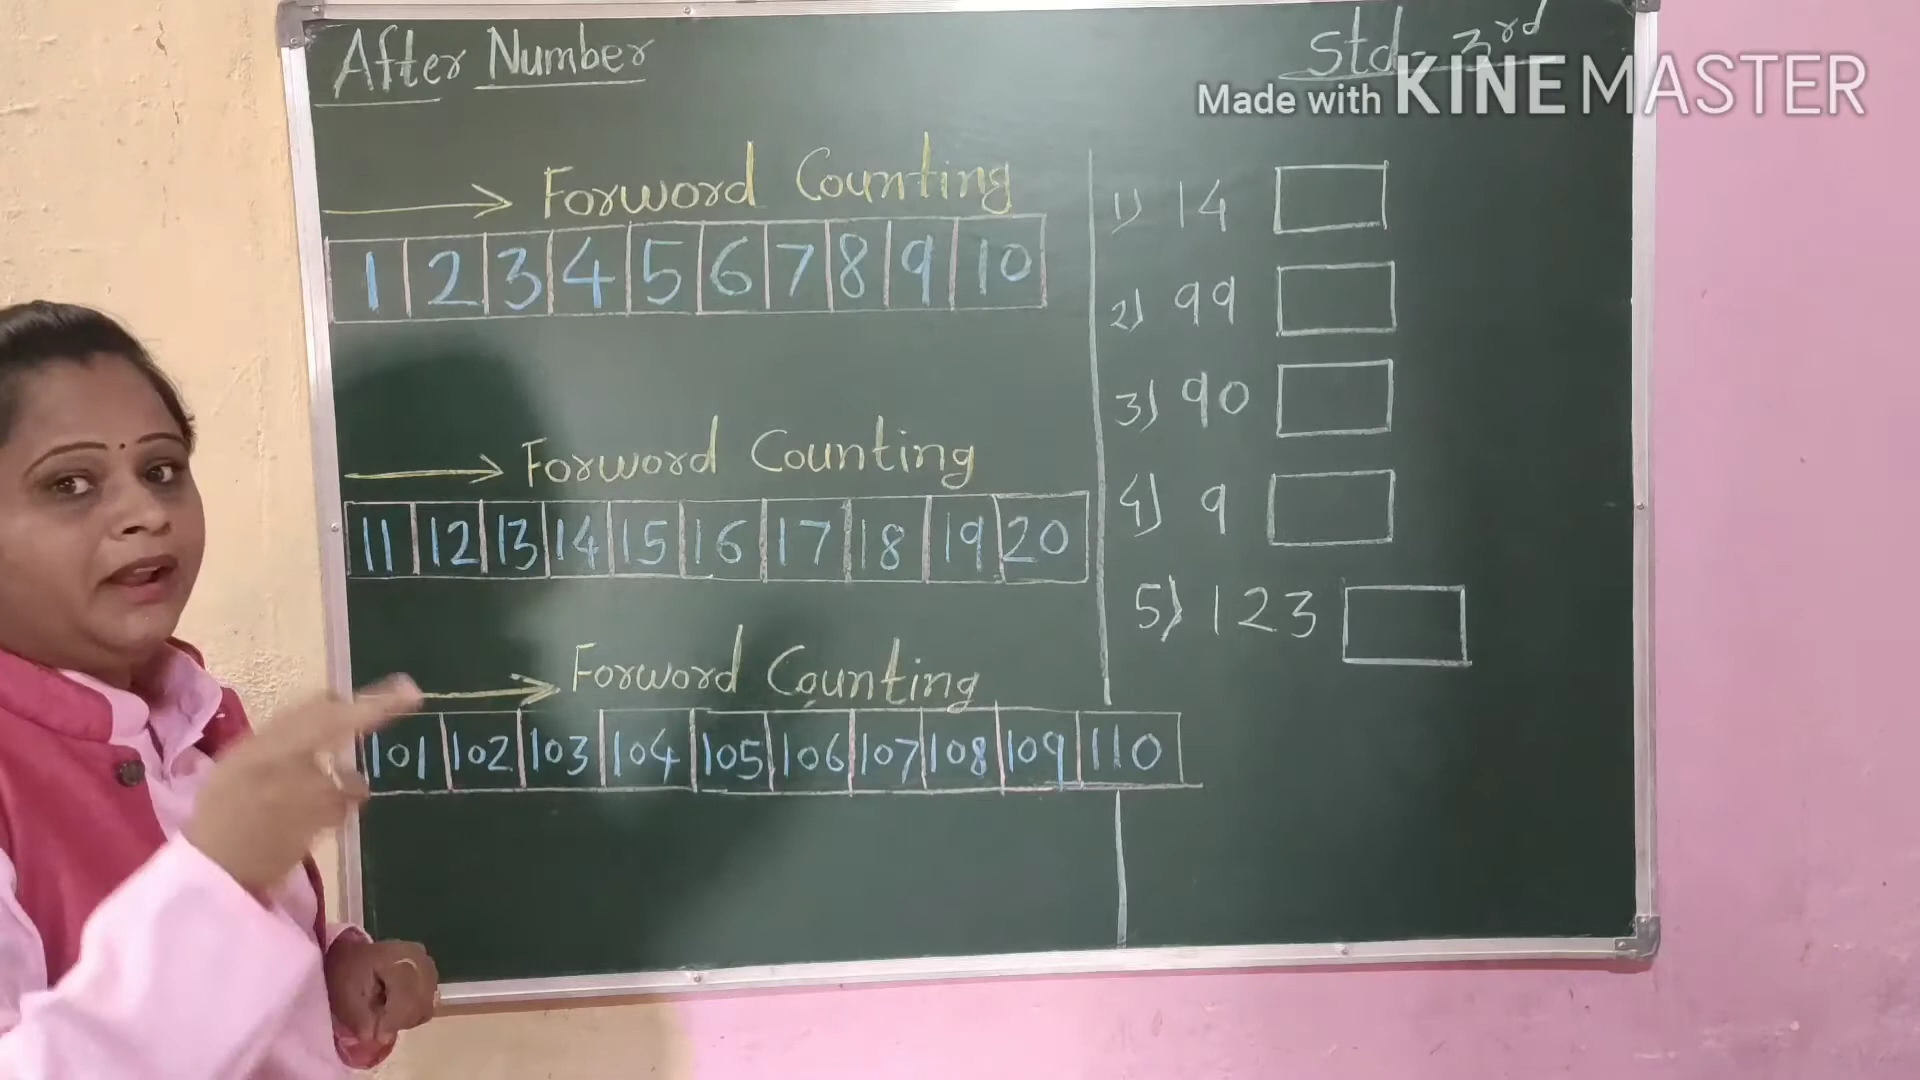 After Number
Std- 3rd
Made with KINEMASTER
Forword Counting
1 2 3 4 5 6 7 8 9 10
Forword Counting
11 12 13 14 15 16 17 18 19 20
Forword Counting
101 102 103 104 105 106 107 108 109 110
1) 14
2) 99
3) 90
4) 9
5) 123